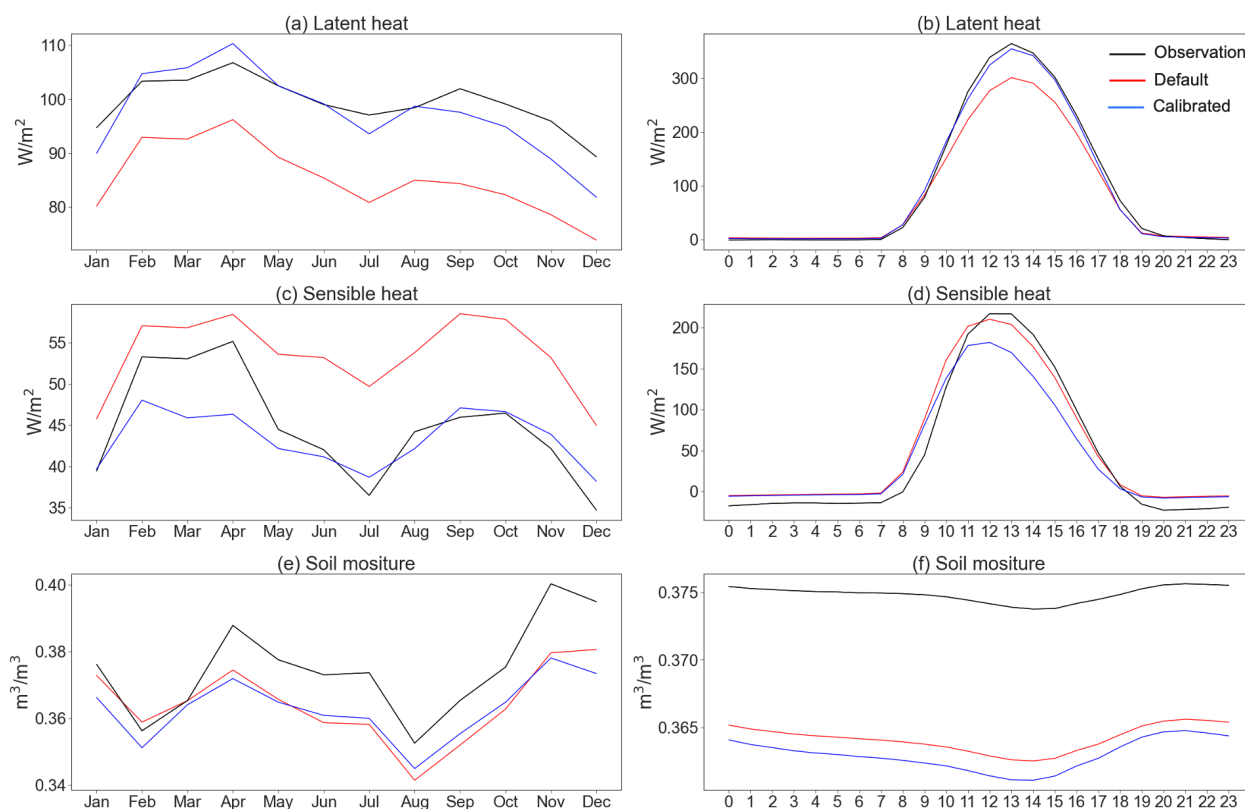 (a) Latent heat
110
100
90
80
W/m²
Jan Feb Mar Apr May Jun Jul Aug Sep Oct Nov Dec
(b) Latent heat
300
200
100
0
W/m²
0 1 2 3 4 5 6 7 8 9 10 11 12 13 14 15 16 17 18 19 20 21 22 23
Observation
Default
Calibrated
(c) Sensible heat
55
50
45
40
35
W/m²
Jan Feb Mar Apr May Jun Jul Aug Sep Oct Nov Dec
(d) Sensible heat
200
150
100
50
0
W/m²
0 1 2 3 4 5 6 7 8 9 10 11 12 13 14 15 16 17 18 19 20 21 22 23
(e) Soil mositure
0.40
0.38
0.36
0.34
m³/m³
Jan Feb Mar Apr May Jun Jul Aug Sep Oct Nov Dec
(f) Soil mositure
0.375
0.370
0.365
m³/m³
0 1 2 3 4 5 6 7 8 9 10 11 12 13 14 15 16 17 18 19 20 21 22 23